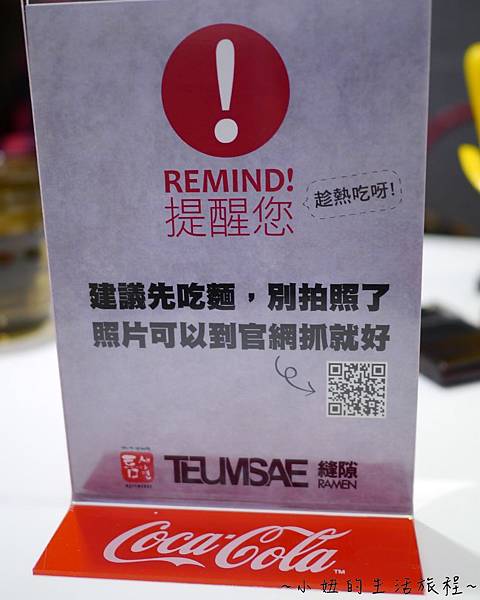 !
REMIND!
提醒您
趁熱吃呀!
建議先吃麵，別拍照了
照片可以到官網抓就好
TEUMSAE 縫隙
RAMEN
Coca-Cola
TM
~小妞的生活旅程~